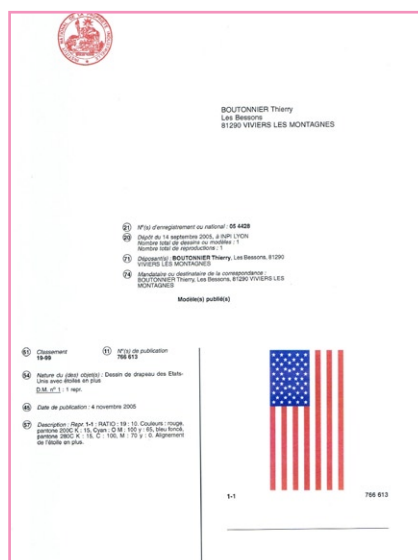 BOUTONNIER Thierry
Les Bessons
81290 VIVIERS LES MONTAGNES
21 N°(s) d'enregistrement ou national : 05 4428
20 Dépôt du 14 septembre 2005, à INPI LYON
Nombre total de dessins ou modèles : 1
Nombre total de reproductions : 1
71 Déposant(s) : BOUTONNIER Thierry, Les Bessons, 81290
VIVIERS LES MONTAGNES
74 Mandataire ou destinataire de la correspondance :
BOUTONNIER Thierry, Les Bessons, 81290 VIVIERS LES
MONTAGNES
Modèle(s) publié(s)
51 Classement
19-08
11 N°(s) de publication
766 613
54 Nature du (des) objet(s) : Dessin de drapeau des Etats-
Unis avec étoiles en plus
D.M. n° 1 : 1 repr.
45 Date de publication : 4 novembre 2005
57 Description : Repr. 1-1 : RATIO : 19 : 10. Couleurs : rouge,
pantone 200C K : 15, Cyan : O M : 100 y : 65, bleu foncé,
pantone 280C K : 15, C : 100, M : 70 y : 0. Alignement
de l'étoile en plus.
1-1
766 613